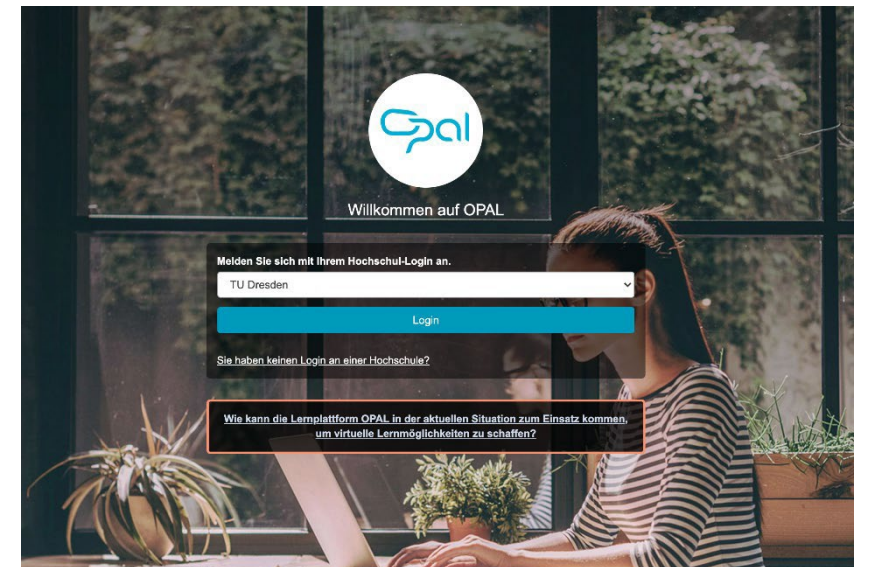 Opal
Willkommen auf OPAL
Melden Sie sich mit Ihrem Hochschul-Login an.
TU Dresden
Login
Sie haben keinen Login an einer Hochschule?
Wie kann die Lernplattform OPAL in der aktuellen Situation zum Einsatz kommen,
um virtuelle Lernmöglichkeiten zu schaffen?